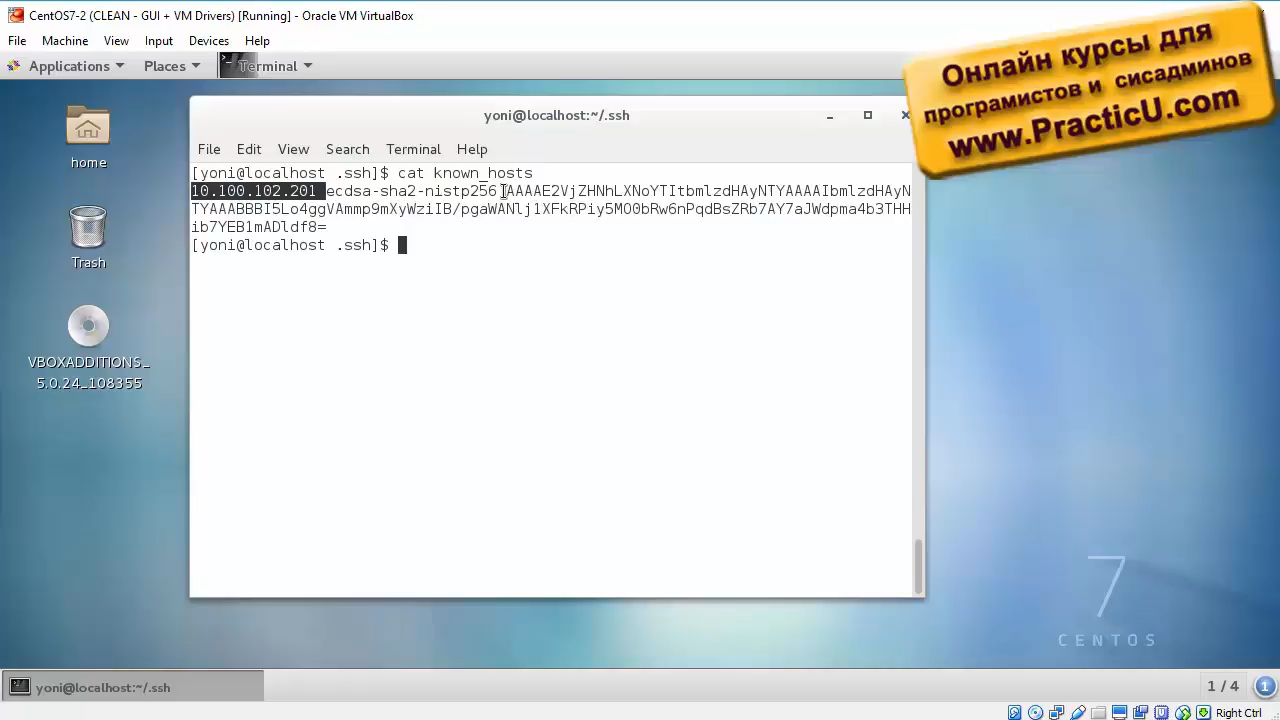 CentOS7-2 (CLEAN - GUI + VM Drivers) [Running] - Oracle VM VirtualBox
File Machine View Input Devices Help
Applications Places Terminal
Онлайн курсы для
програмистов и сисадминов
www.PracticU.com
home
Trash
VBOXADDITIONS_
5.0.24_108355
yoni@localhost:~/.ssh
File Edit View Search Terminal Help
[yoni@localhost .ssh]$ cat known_hosts
10.100.102.201 ecdsa-sha2-nistp256 AAAAE2VjZHNhLXNoYTItbmlzdHAyNTYAAAAIbmlzdHAyN
TYAAABBBI5Lo4ggVAmmp9mXyWziIB/pgaWANlj1XFkRPiy5MO0bRw6nPqdBsZRb7AY7aJWdpma4b3THH
ib7YEB1mADldf8=
[yoni@localhost .ssh]$
7
CENTOS
yoni@localhost:~/.ssh
1 / 4
1
Right Ctrl